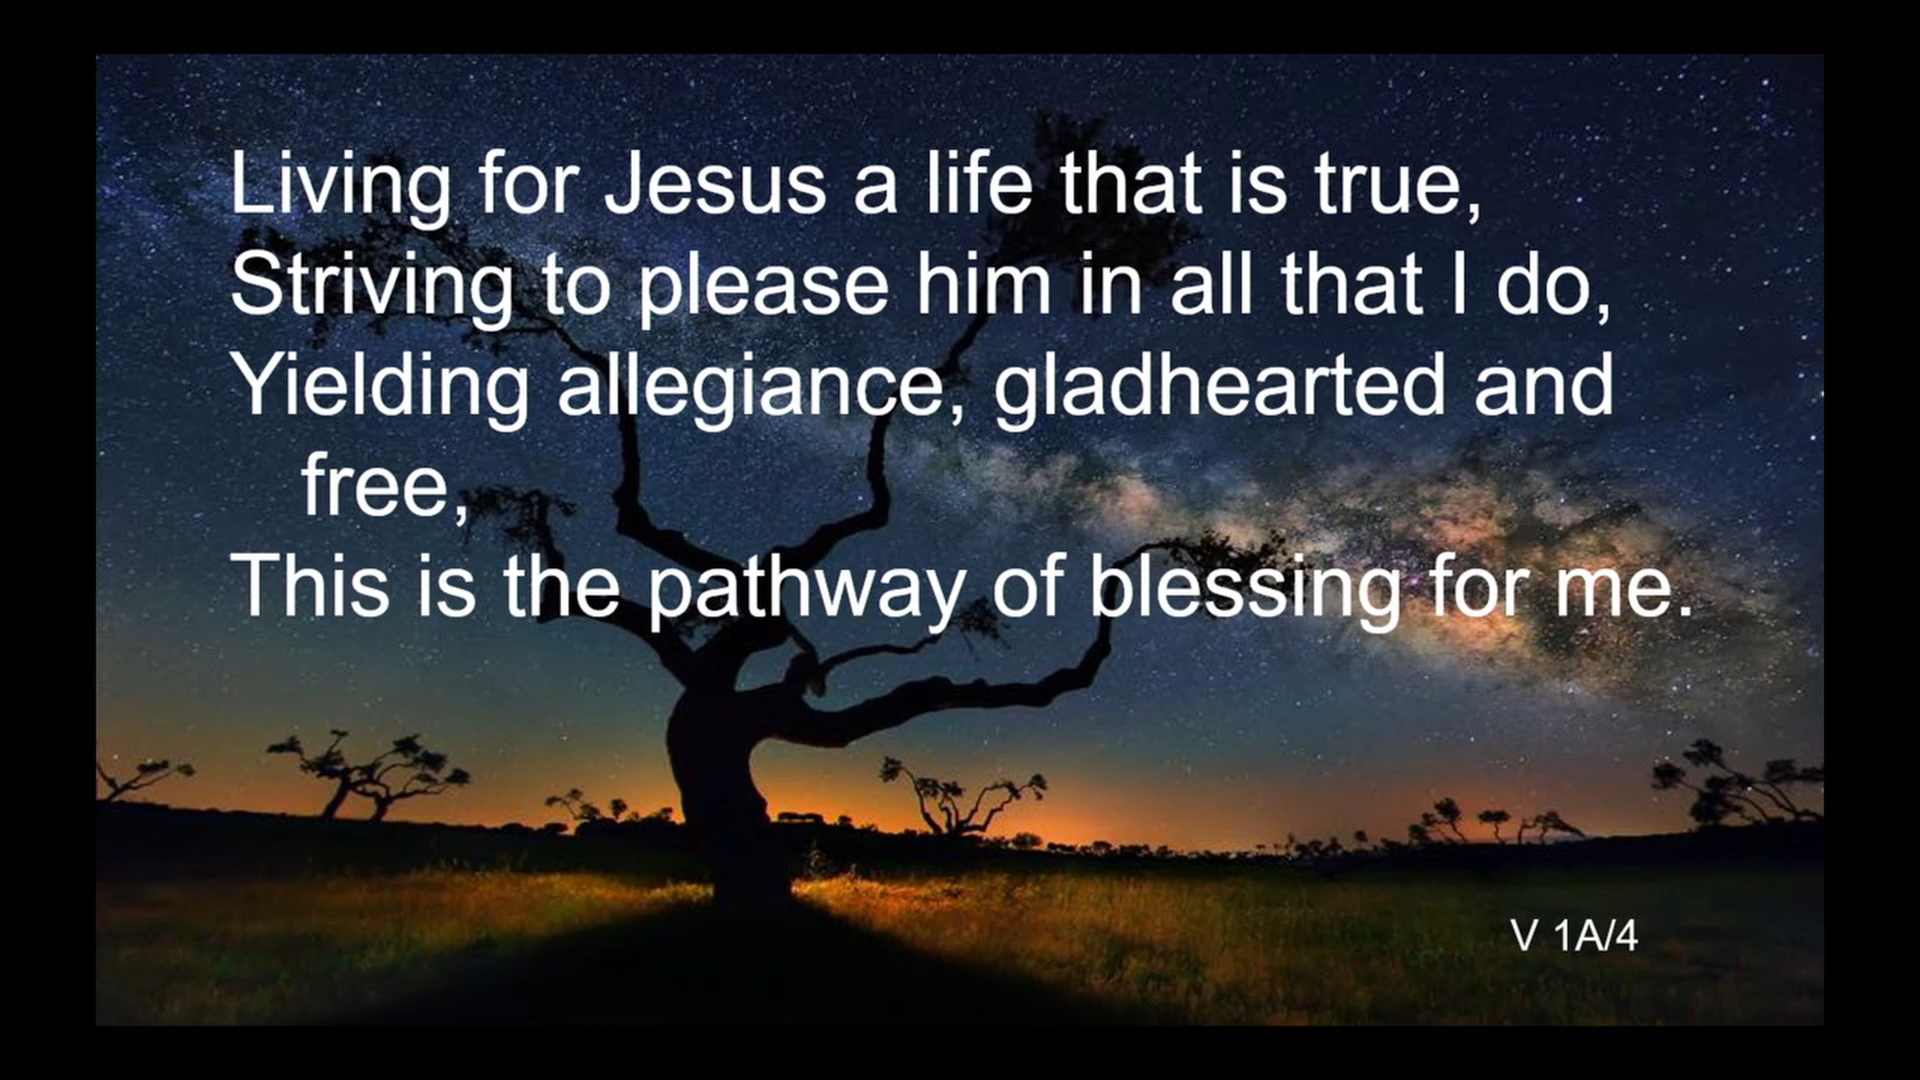 Living for Jesus a life that is true,
Striving to please him in all that I do,
Yielding allegiance, gladhearted and
free,
This is the pathway of blessing for me.
V 1A/4